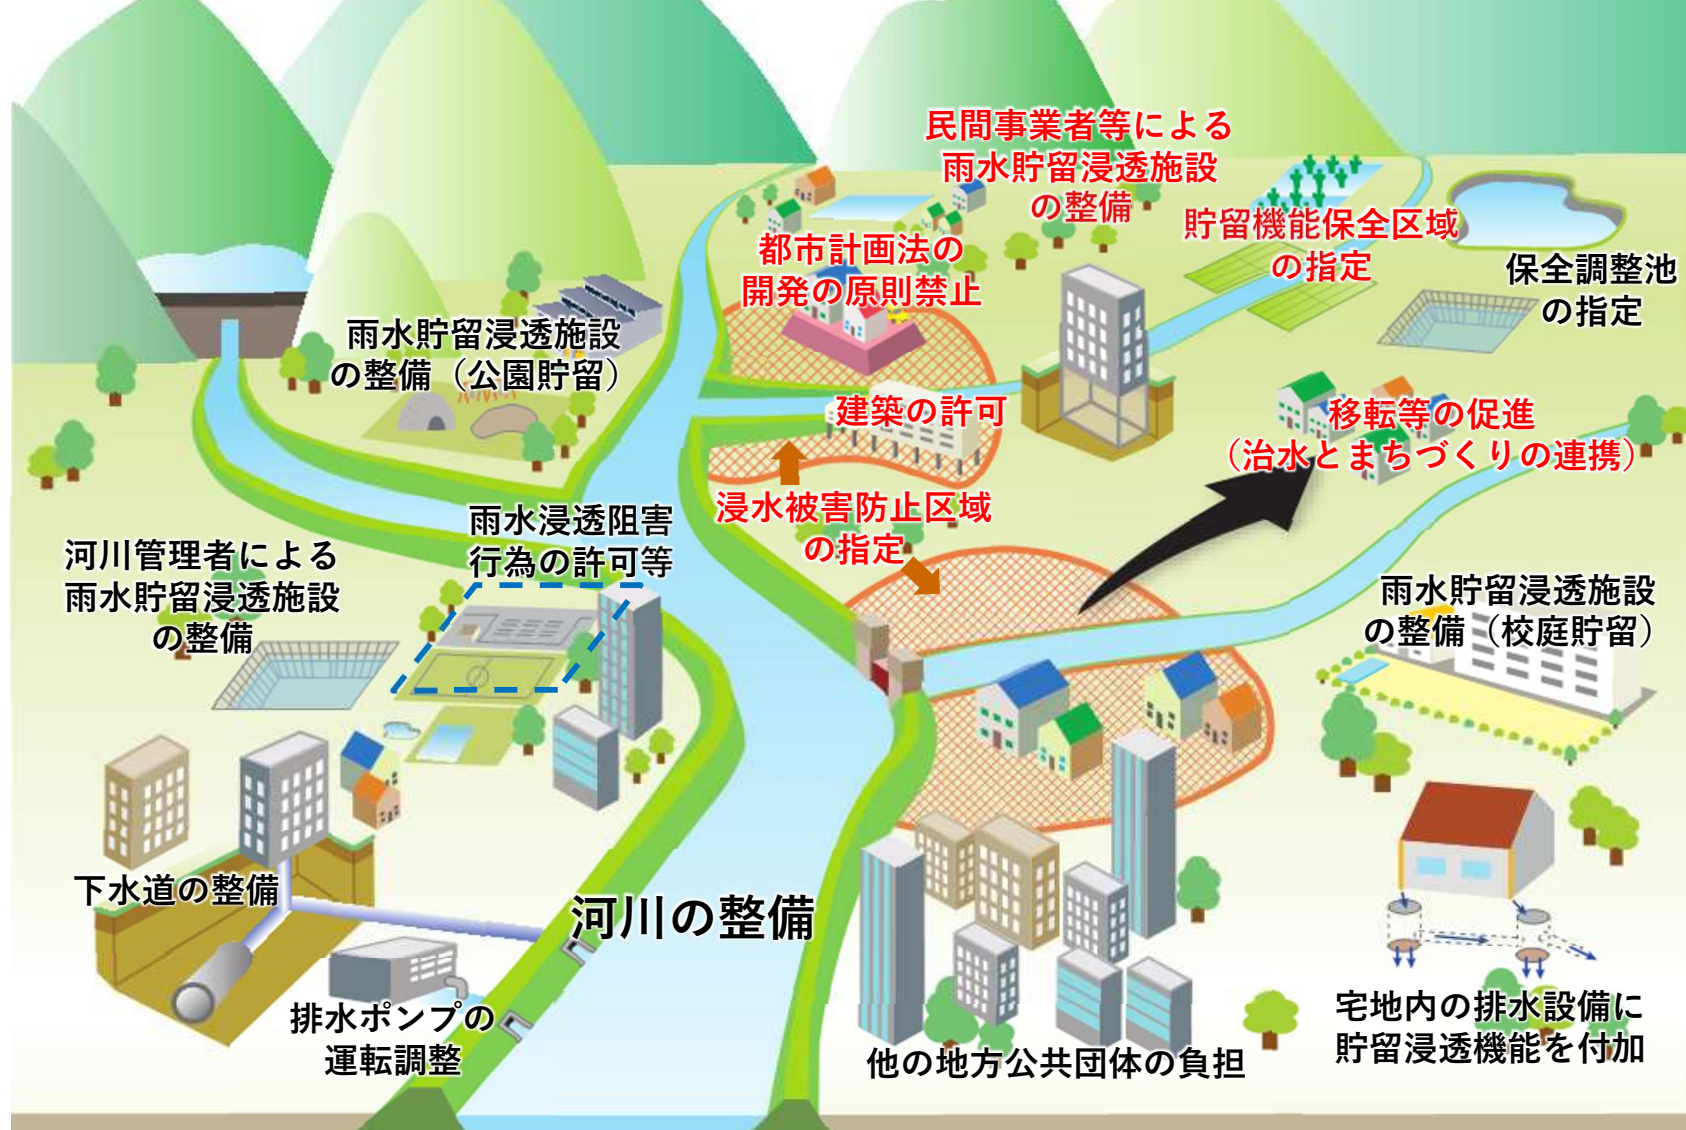 民間事業者等による
雨水貯留浸透施設
の整備
貯留機能保全区域
の指定
都市計画法の
開発の原則禁止
保全調整池
の指定
雨水貯留浸透施設
の整備（公園貯留）
建築の許可
移転等の促進
（治水とまちづくりの連携）
浸水被害防止区域
の指定
雨水浸透阻害
行為の許可等
河川管理者による
雨水貯留浸透施設
の整備
雨水貯留浸透施設
の整備（校庭貯留）
下水道の整備
河川の整備
排水ポンプの
運転調整
他の地方公共団体の負担
宅地内の排水設備に
貯留浸透機能を付加